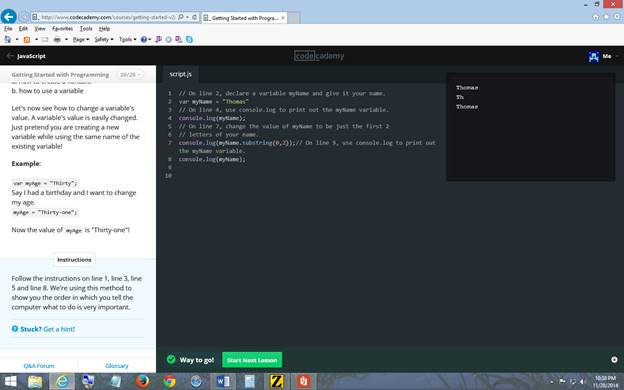 http://www.codecademy.com/courses/getting-started-v2/
Getting Started with Progra...
File Edit View Favorites Tools Help
Page Safety Tools
JavaScript
codecademy
Me
Getting Started with Programming 26/28
b. how to use a variable
Let's now see how to change a variable's
value. A variable's value is easily changed.
Just pretend you are creating a new
variable while using the same name of the
existing variable!
Example:
var myAge = "Thirty";
Say I had a birthday and I want to change
my age.
myAge = "Thirty-one";
Now the value of myAge is "Thirty-one"!
Instructions
Follow the instructions on line 1, line 3, line
5 and line 8. We're using this method to
show you the order in which you tell the
computer what to do is very important.
Stuck? Get a hint!
Q&A Forum Glossary
script.js
1 // On line 2, declare a variable myName and give it your name.
2 var myName = "Thomas"
3 // On line 4, use console.log to print out the myName variable.
4 console.log(myName);
5 // On line 7, change the value of myName to be just the first 2
6 // letters of your name.
7 console.log(myName.substring(0,2));// On line 9, use console.log to print out
the myName variable.
8 console.log(myName);
9
10
Thomas
Th
Thomas
Way to go! Start Next Lesson
10:38 PM
11/28/2014